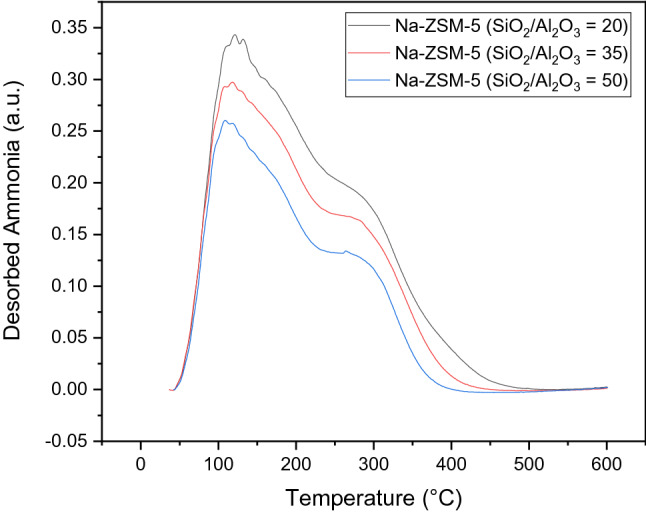 Na-ZSM-5 (SiO₂/Al₂O₃ = 20)
Na-ZSM-5 (SiO₂/Al₂O₃ = 35)
Na-ZSM-5 (SiO₂/Al₂O₃ = 50)
Desorbed Ammonia (a.u.)
0.35
0.30
0.25
0.20
0.15
0.10
0.05
0.00
-0.05
0 100 200 300 400 500 600
Temperature (°C)